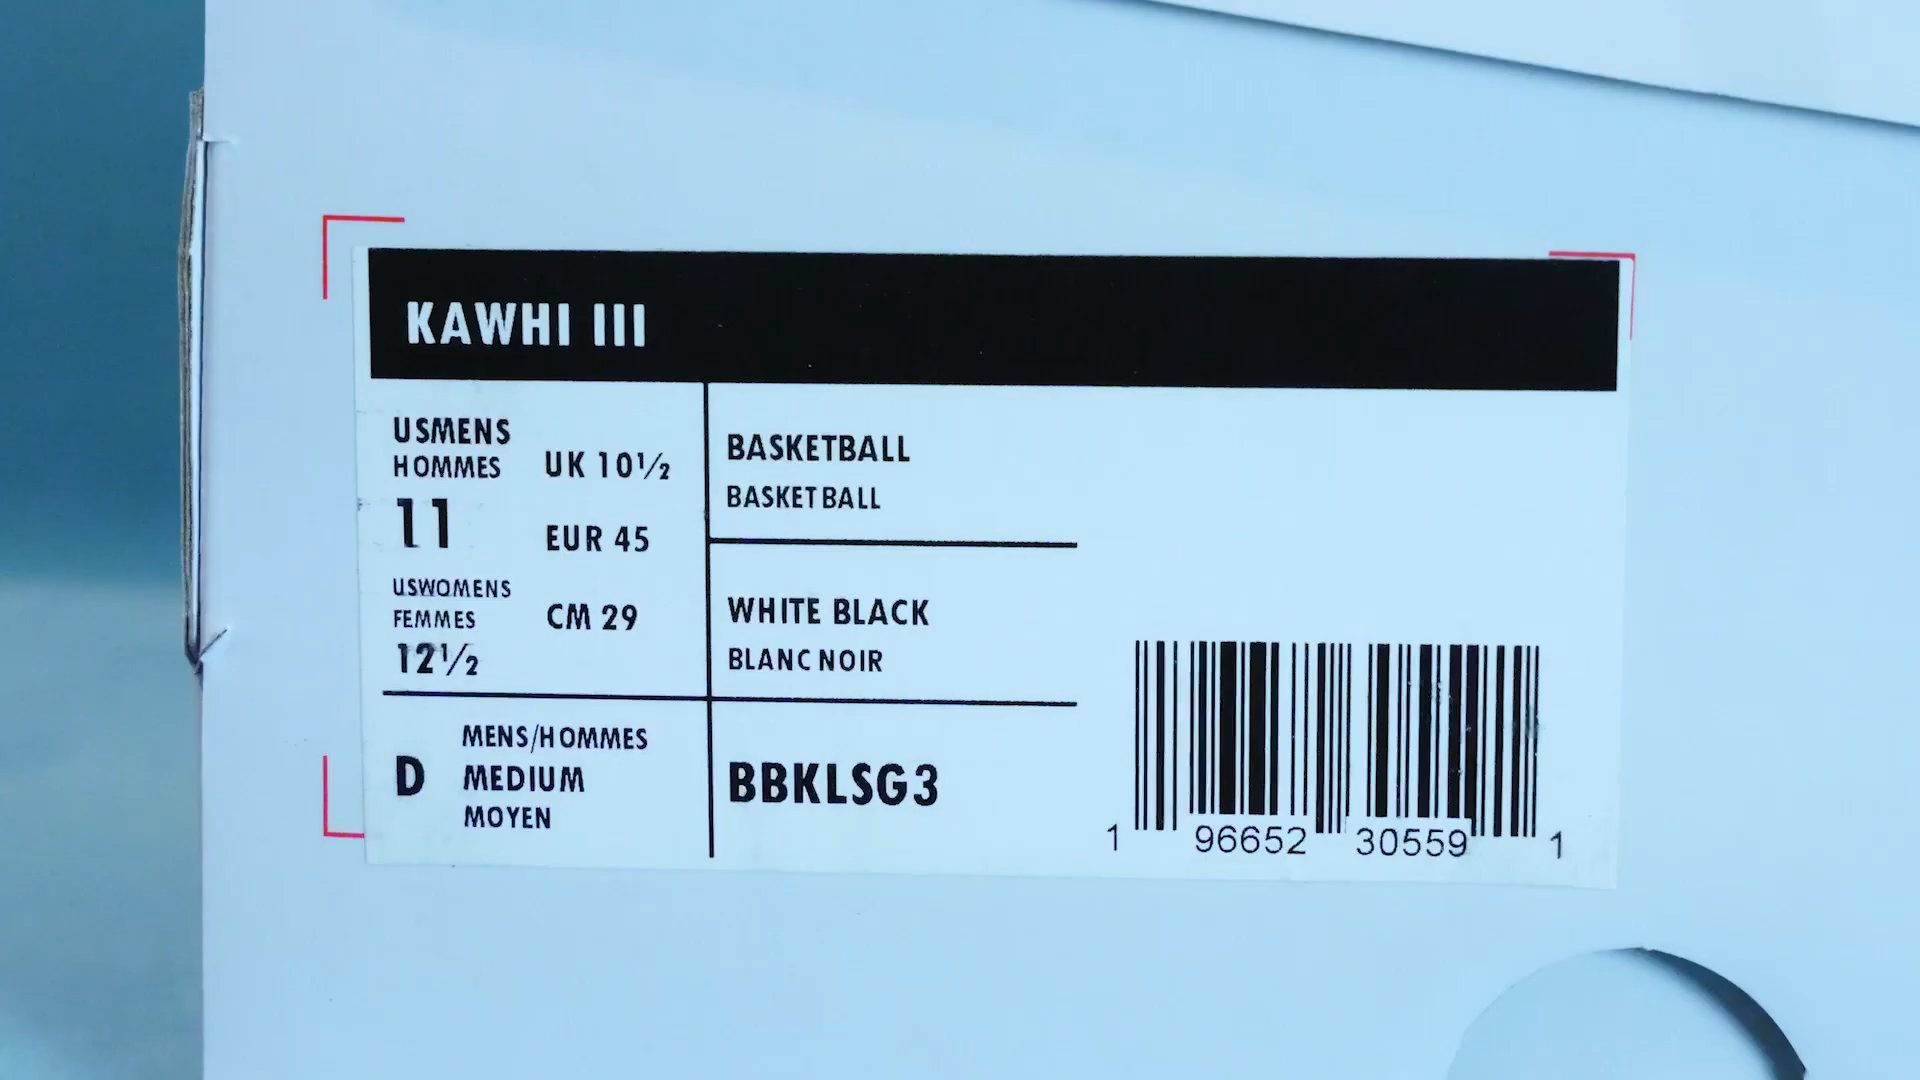 KAWHI III
USMENS
HOMMES
11
UK 10½
EUR 45
USWOMENS
FEMMES
12½
CM 29
BASKETBALL
BASKETBALL
WHITE BLACK
BLANC NOIR
D
MENS/HOMMES
MEDIUM
MOYEN
BBKLSG3
1 96652 30559 1